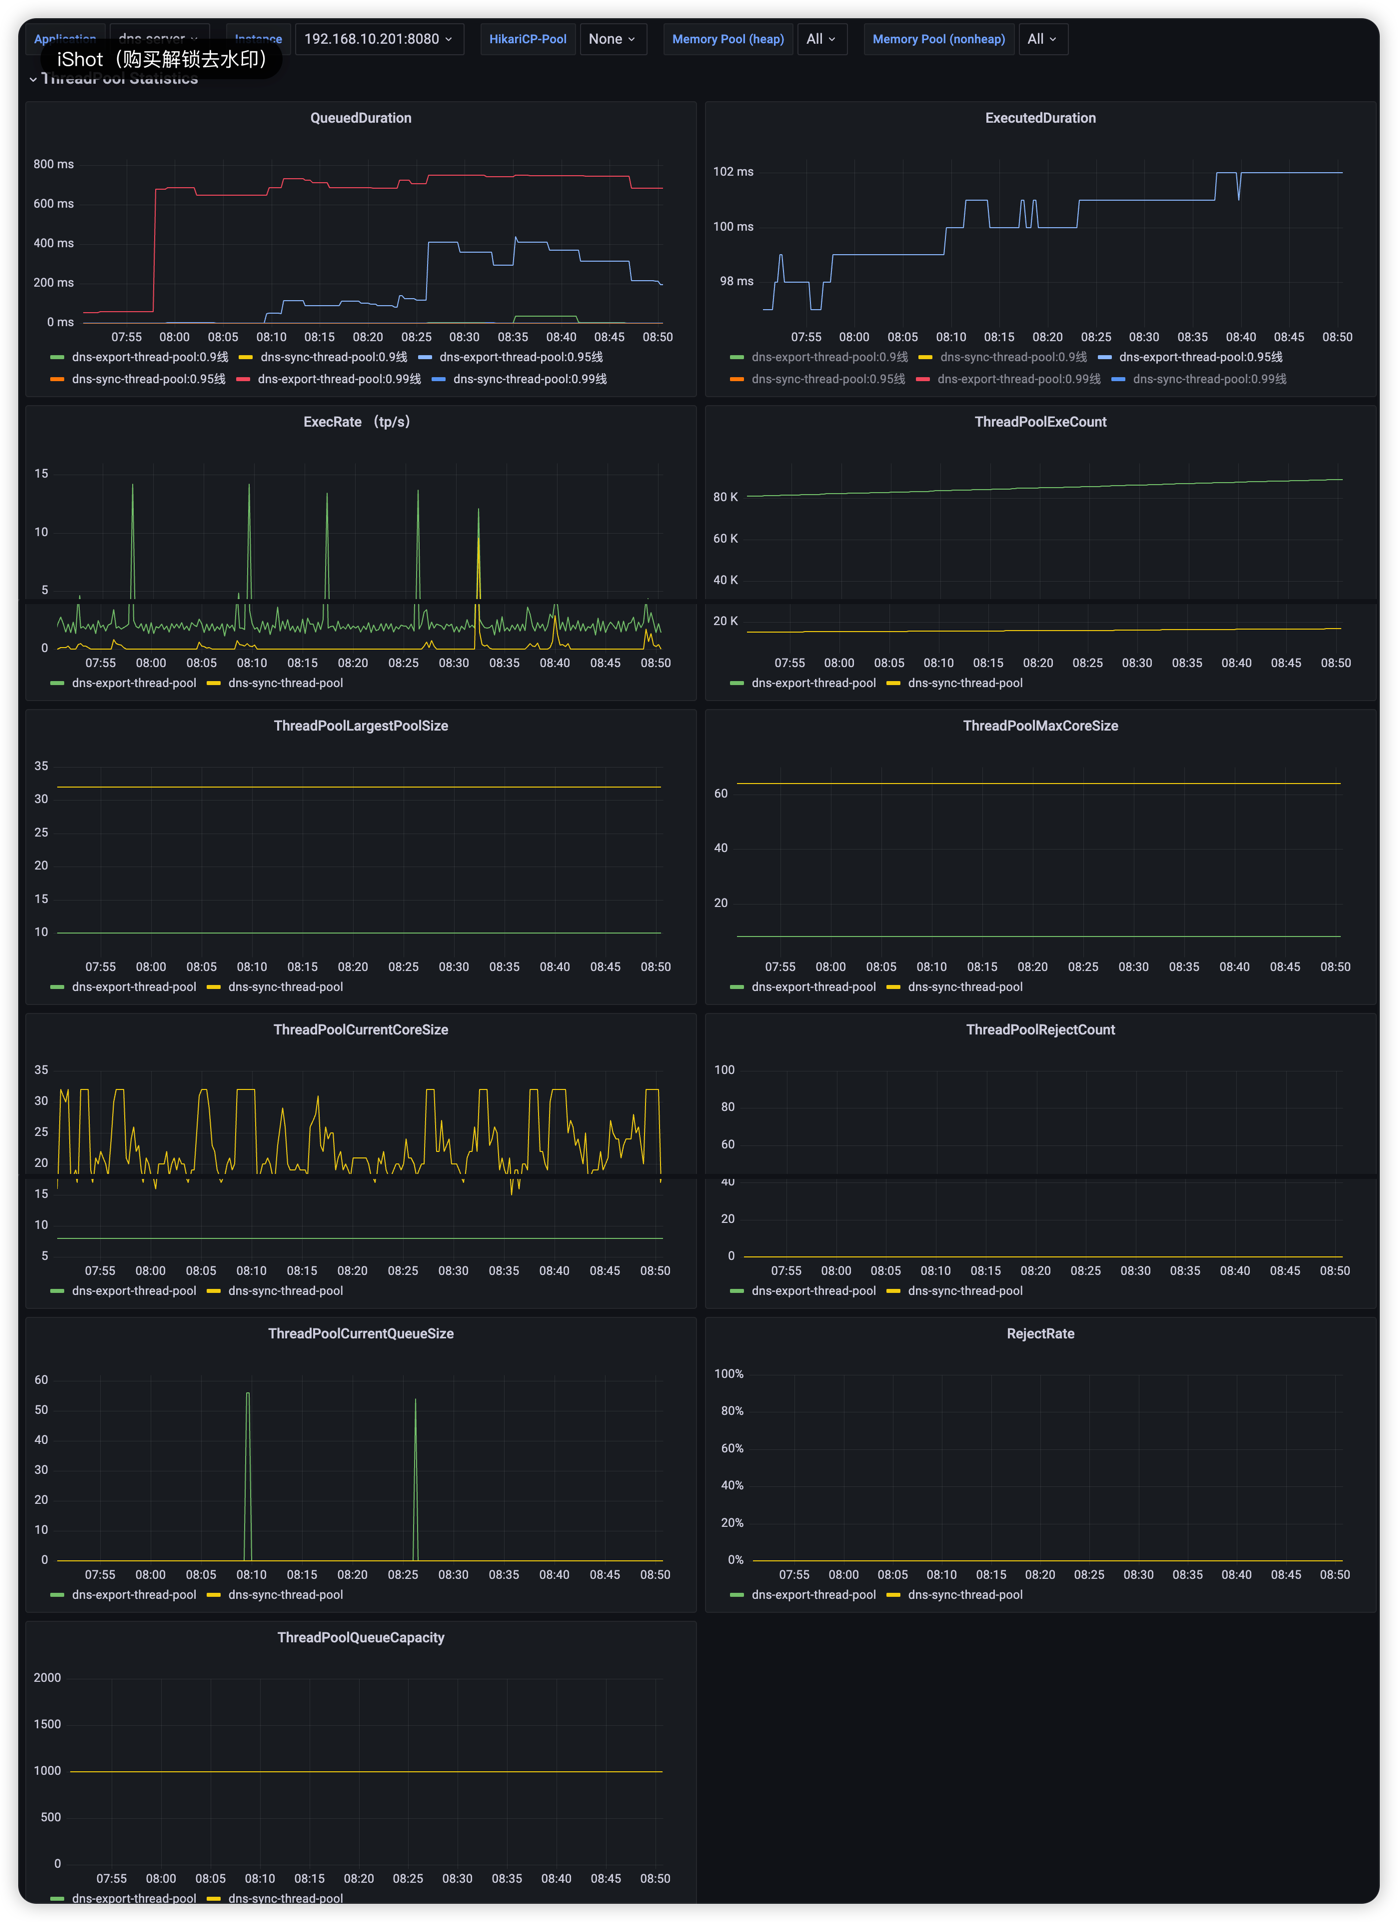 Application dns-server Instance 192.168.10.201:8080 HikariCP-Pool None Memory Pool (heap) All Memory Pool (nonheap) All
iShot（购买解锁去水印）
ThreadPool Statistics
QueuedDuration
800 ms
600 ms
400 ms
200 ms
0 ms
07:55 08:00 08:05 08:10 08:15 08:20 08:25 08:30 08:35 08:40 08:45 08:50
dns-export-thread-pool:0.9线 dns-sync-thread-pool:0.9线 dns-export-thread-pool:0.95线
dns-sync-thread-pool:0.95线 dns-export-thread-pool:0.99线 dns-sync-thread-pool:0.99线
ExecutedDuration
102 ms
100 ms
98 ms
07:55 08:00 08:05 08:10 08:15 08:20 08:25 08:30 08:35 08:40 08:45 08:50
dns-export-thread-pool:0.9线 dns-sync-thread-pool:0.9线 dns-export-thread-pool:0.95线
dns-sync-thread-pool:0.95线 dns-export-thread-pool:0.99线 dns-sync-thread-pool:0.99线
ExecRate （tp/s）
15
10
5
0
07:55 08:00 08:05 08:10 08:15 08:20 08:25 08:30 08:35 08:40 08:45 08:50
dns-export-thread-pool dns-sync-thread-pool
ThreadPoolExeCount
80 K
60 K
40 K
20 K
07:55 08:00 08:05 08:10 08:15 08:20 08:25 08:30 08:35 08:40 08:45 08:50
dns-export-thread-pool dns-sync-thread-pool
ThreadPoolLargestPoolSize
35
30
25
20
15
10
07:55 08:00 08:05 08:10 08:15 08:20 08:25 08:30 08:35 08:40 08:45 08:50
dns-export-thread-pool dns-sync-thread-pool
ThreadPoolMaxCoreSize
60
40
20
07:55 08:00 08:05 08:10 08:15 08:20 08:25 08:30 08:35 08:40 08:45 08:50
dns-export-thread-pool dns-sync-thread-pool
ThreadPoolCurrentCoreSize
35
30
25
20
15
10
5
07:55 08:00 08:05 08:10 08:15 08:20 08:25 08:30 08:35 08:40 08:45 08:50
dns-export-thread-pool dns-sync-thread-pool
ThreadPoolRejectCount
100
80
60
40
20
0
07:55 08:00 08:05 08:10 08:15 08:20 08:25 08:30 08:35 08:40 08:45 08:50
dns-export-thread-pool dns-sync-thread-pool
ThreadPoolCurrentQueueSize
60
50
40
30
20
10
0
07:55 08:00 08:05 08:10 08:15 08:20 08:25 08:30 08:35 08:40 08:45 08:50
dns-export-thread-pool dns-sync-thread-pool
RejectRate
100%
80%
60%
40%
20%
0%
07:55 08:00 08:05 08:10 08:15 08:20 08:25 08:30 08:35 08:40 08:45 08:50
dns-export-thread-pool dns-sync-thread-pool
ThreadPoolQueueCapacity
2000
1500
1000
500
0
07:55 08:00 08:05 08:10 08:15 08:20 08:25 08:30 08:35 08:40 08:45 08:50
dns-export-thread-pool dns-sync-thread-pool